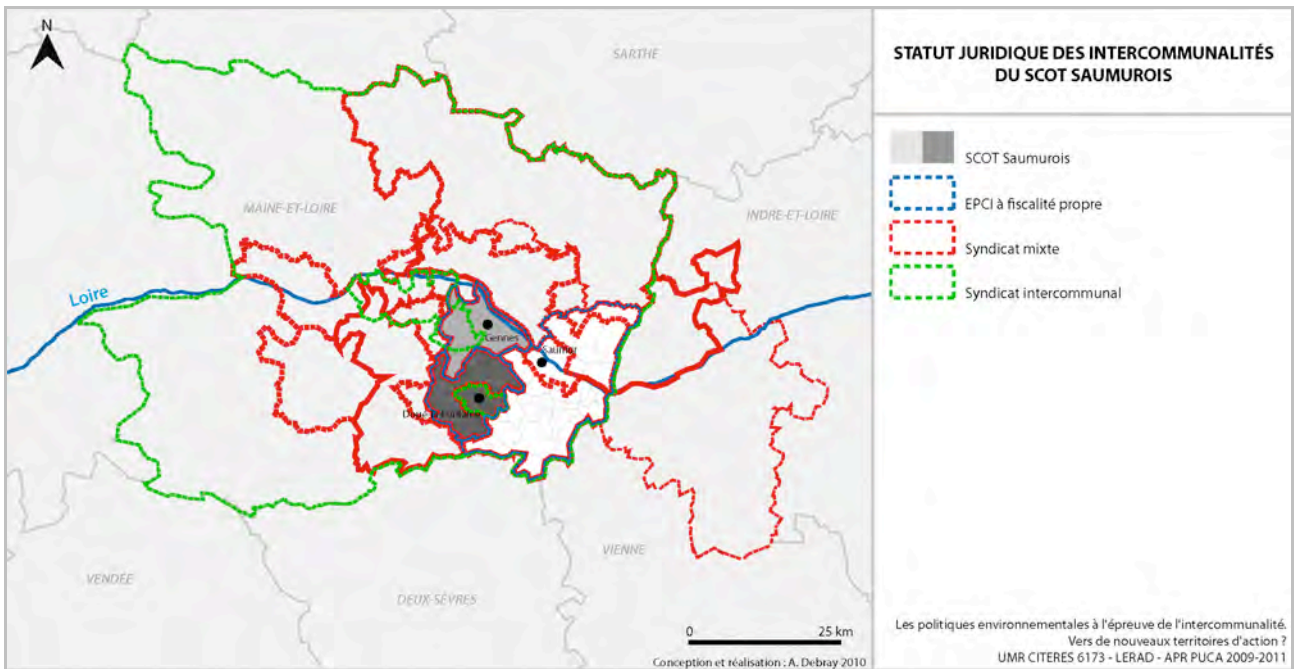 N
SARTHE
MAINE-ET-LOIRE
INDRE-ET-LOIRE
Loire
Gennes
Saumur
VENDÉE
DEUX-SÈVRES
VIENNE
0 25 km
Conception et réalisation : A. Debray 2010
STATUT JURIDIQUE DES INTERCOMMUNALITÉS
DU SCOT SAUMUROIS
SCOT Saumurois
EPCI à fiscalité propre
Syndicat mixte
Syndicat intercommunal
Les politiques environnementales à l'épreuve de l'intercommunalité.
Vers de nouveaux territoires d'action ?
UMR CITERES 6173 - LERAD - APR PUCA 2009-2011